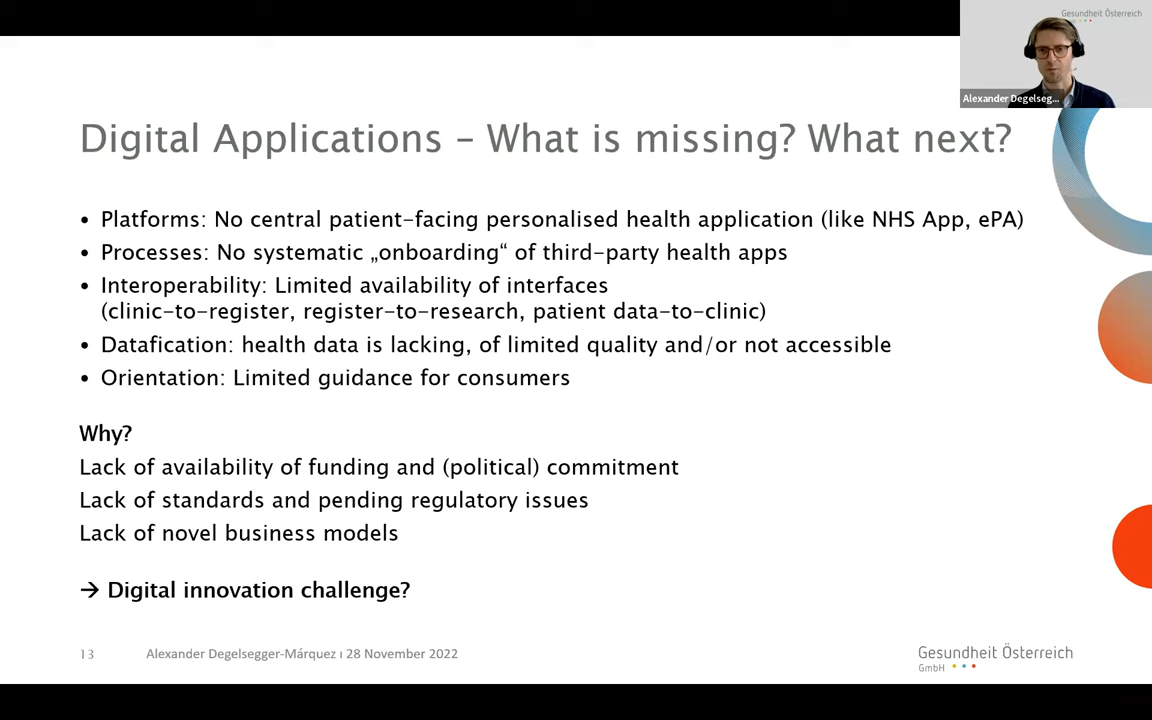 Gesundheit Österreich
Alexander Degelseg...
Digital Applications – What is missing? What next?
• Platforms: No central patient-facing personalised health application (like NHS App, ePA)
• Processes: No systematic „onboarding“ of third-party health apps
• Interoperability: Limited availability of interfaces
(clinic-to-register, register-to-research, patient data-to-clinic)
• Datafication: health data is lacking, of limited quality and/or not accessible
• Orientation: Limited guidance for consumers
Why?
Lack of availability of funding and (political) commitment
Lack of standards and pending regulatory issues
Lack of novel business models
→ Digital innovation challenge?
13 Alexander Degelsegger-Márquez ı 28 November 2022
Gesundheit Österreich
GmbH